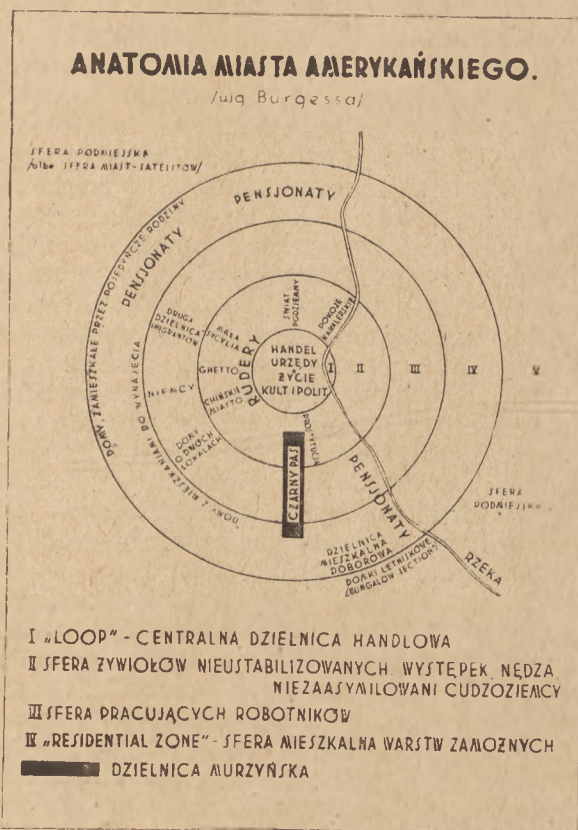 ANATOMIA MIASTA AMERYKAŃSKIEGO.
/wg Burgessa/
SFERA PODMIEJSKA
/albo SFERA MIAST-SATELITÓW/
PENSJONATY
PENSJONATY
DOMY, ZAMIESZKAŁE PRZEZ POJEDYNCZE RODZINY
ŚWIAT
PODZIEMNY
POKOJE
KAWALERSKIE
DRUGA
DZIELNICA
IMIGRANTÓW
MAŁA
SYCYLIA
RUDERY
HANDEL
URZĘDY
ŻYCIE
KULT I POLIT
I
II
III
IV
V
GHETTO
NIEMCY
CHIŃSKIE
MIASTO
DOMY
O DWÓCH
LOKALACH
DOMY Z MIESZKANIAMI DO WYNAJĘCIA
CZARNY PAS
PROSTYTUCJA
PENSJONATY
SFERA
PODMIEJSKA
DZIELNICA
MIESZKALNA
DOBOROWA
DOMKI LETNISKOWE
/BUNGALOW SECTION/
RZEKA
I „LOOP" - CENTRALNA DZIELNICA HANDLOWA
II SFERA ŻYWIOŁÓW NIEUSTABILIZOWANYCH. WYSTĘPEK, NĘDZA
NIEZAASYMILOWANI CUDZOZIEMCY
III SFERA PRACUJĄCYCH ROBOTNIKÓW
IV „RESIDENTIAL ZONE" - SFERA MIESZKALNA WARSTW ZAMOŻNYCH
DZIELNICA MURZYŃSKA